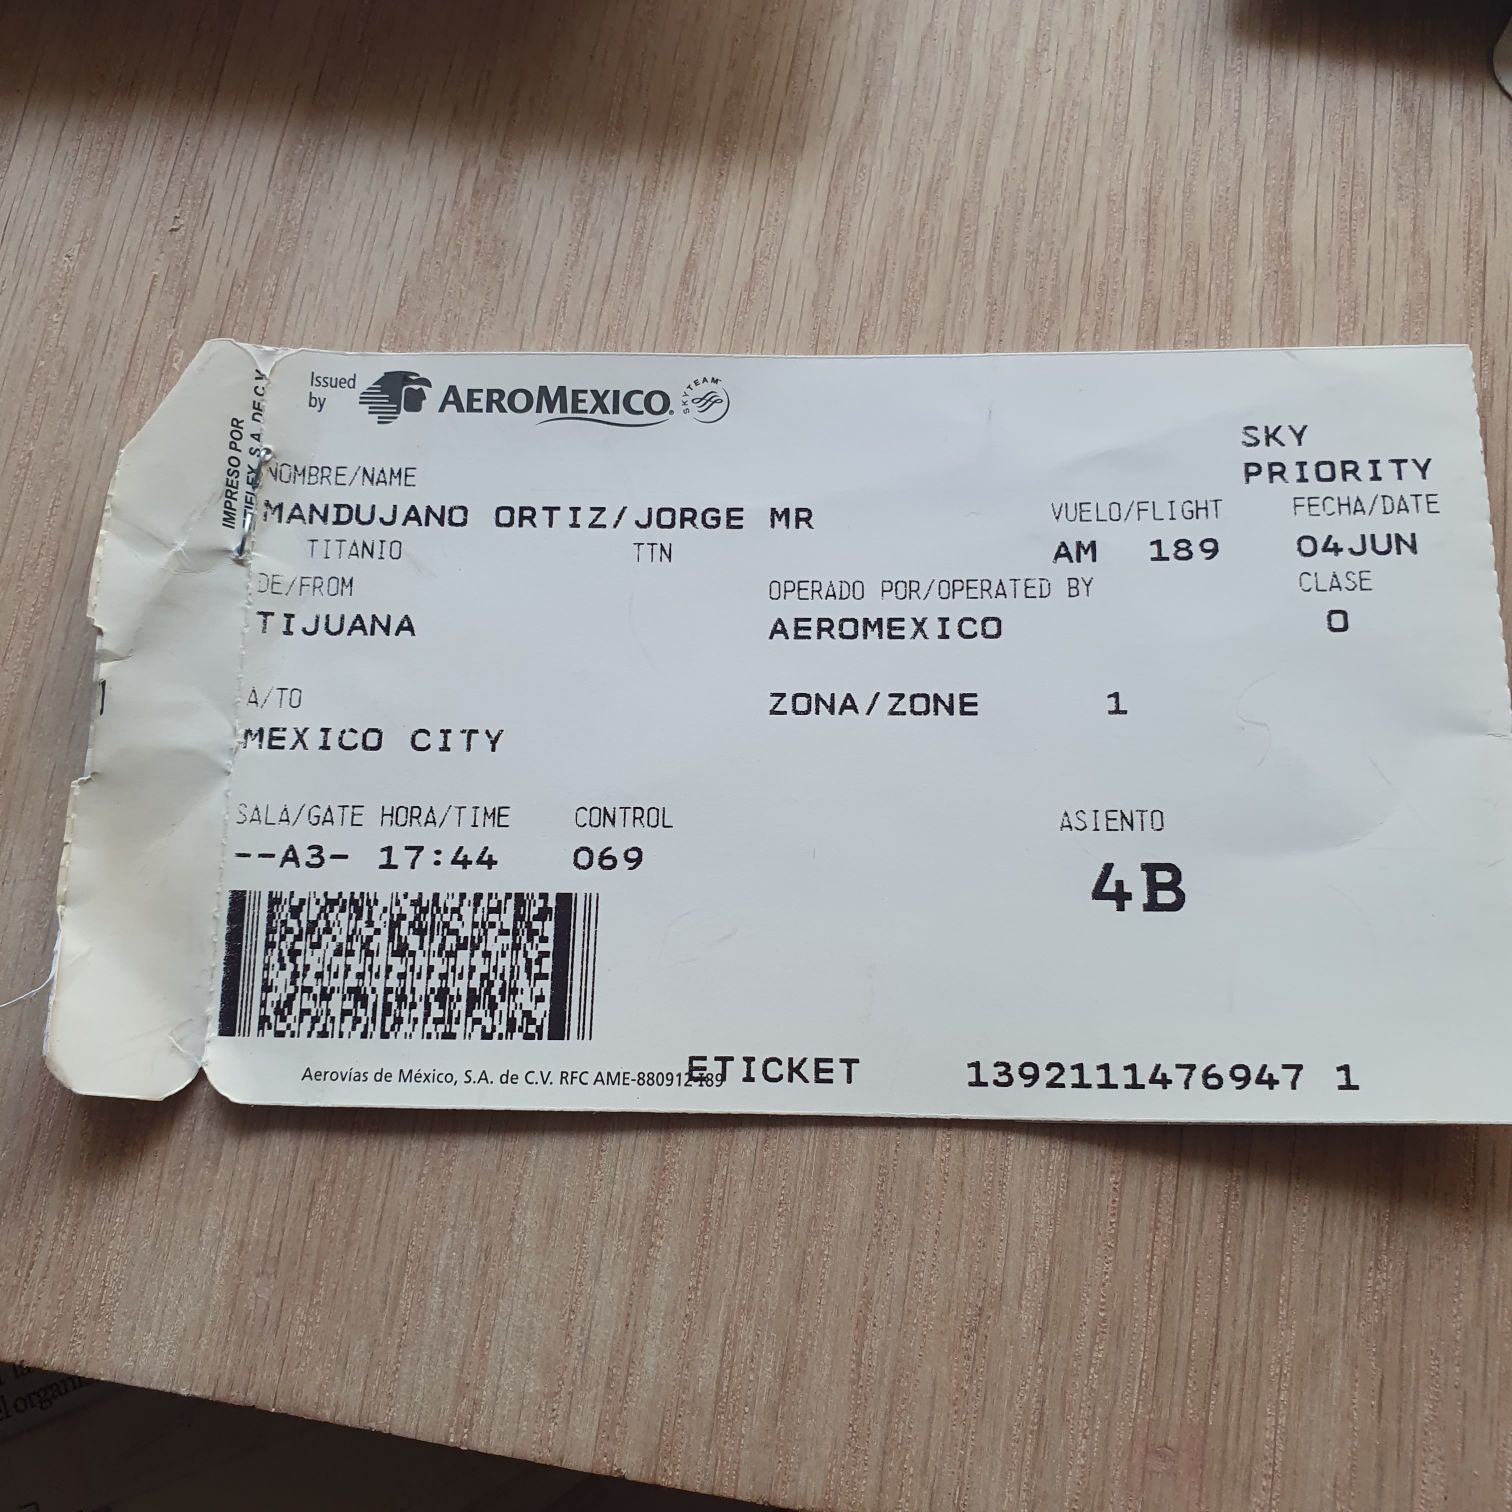 Issued by AEROMEXICO SKYTEAM
IMPRESO POR
S.A. DE C.V.
SKY
PRIORITY
NOMBRE/NAME
MANDUJANO ORTIZ/JORGE MR
TITANIO TTN
VUELO/FLIGHT FECHA/DATE
AM 189 04JUN
DE/FROM OPERADO POR/OPERATED BY CLASE
TIJUANA AEROMEXICO O
A/TO ZONA/ZONE 1
MEXICO CITY
SALA/GATE HORA/TIME CONTROL ASIENTO
--A3- 17:44 069 4B
Aerovías de México, S.A. de C.V. RFC AME-880912-I89
ETICKET 1392111476947 1